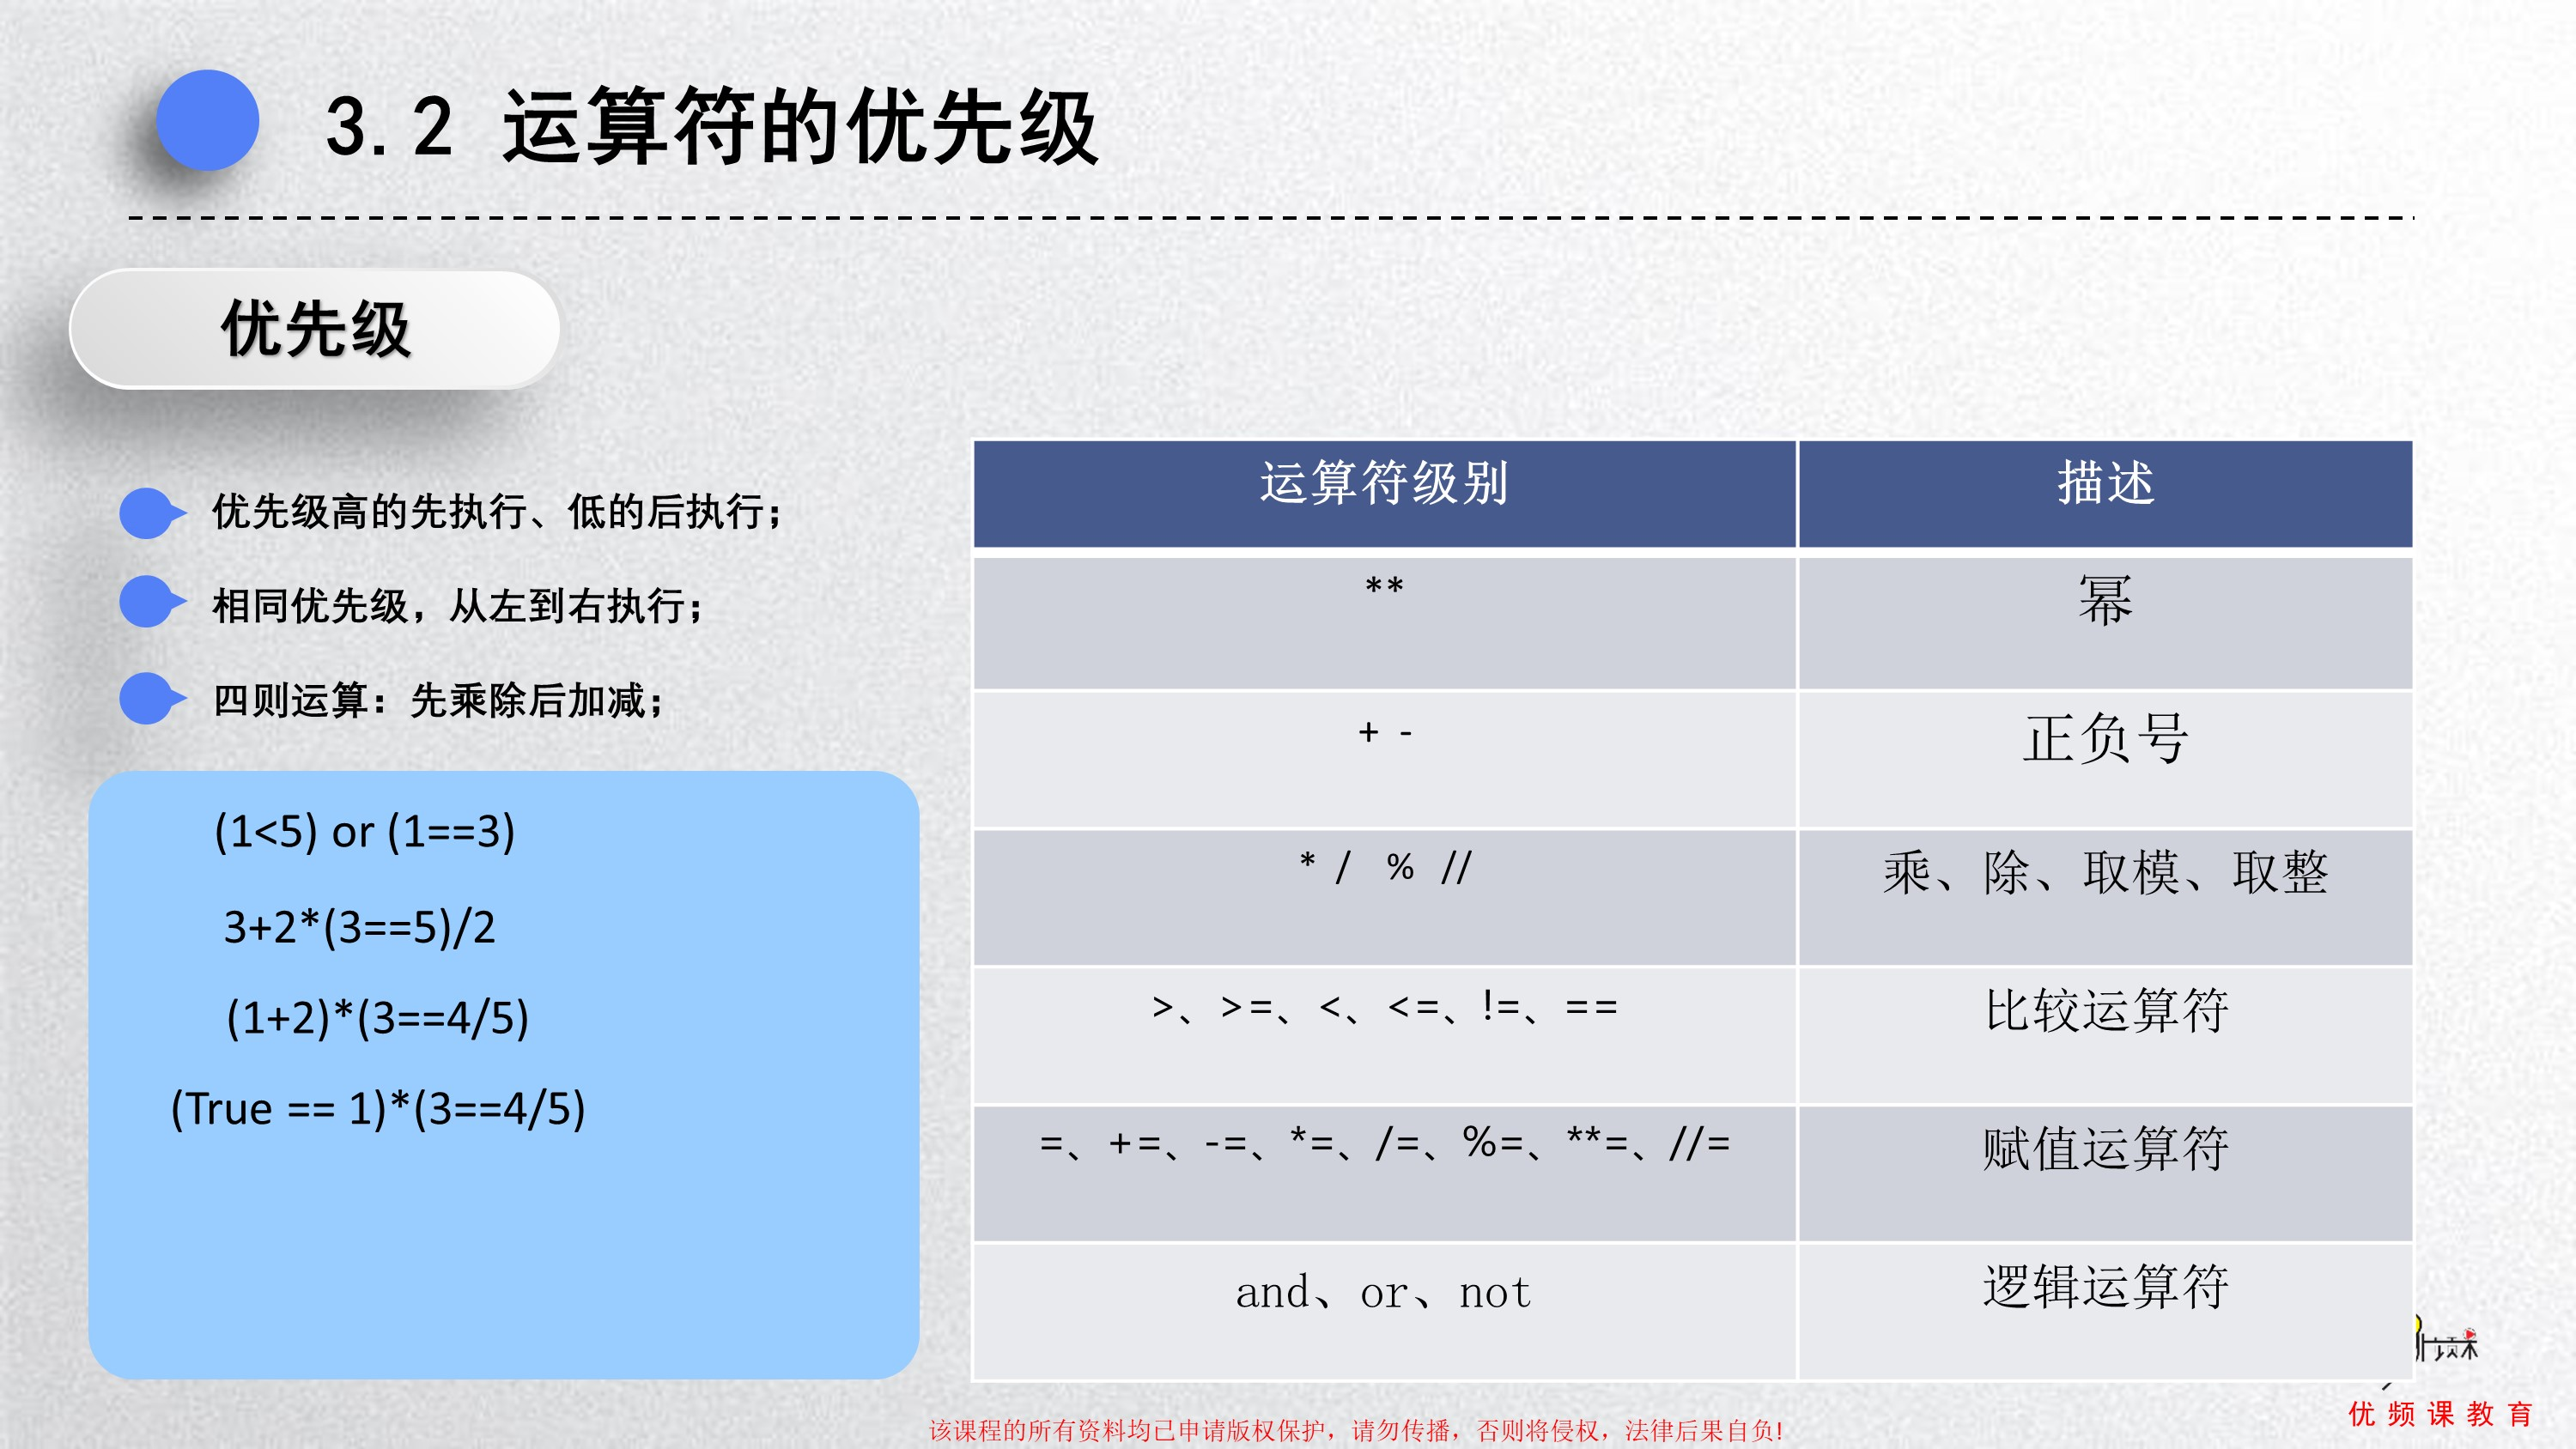 3.2 运算符的优先级
优先级
优先级高的先执行、低的后执行；
相同优先级，从左到右执行；
四则运算：先乘除后加减；
(1<5) or (1==3)
3+2*(3==5)/2
(1+2)*(3==4/5)
(True == 1)*(3==4/5)
运算符级别 描述
** 幂
+ - 正负号
* / % // 乘、除、取模、取整
>、>=、<、<=、!=、== 比较运算符
=、+=、-=、*=、/=、%=、**=、//= 赋值运算符
and、or、not 逻辑运算符
优频课教育
该课程的所有资料均已申请版权保护，请勿传播，否则将侵权，法律后果自负!